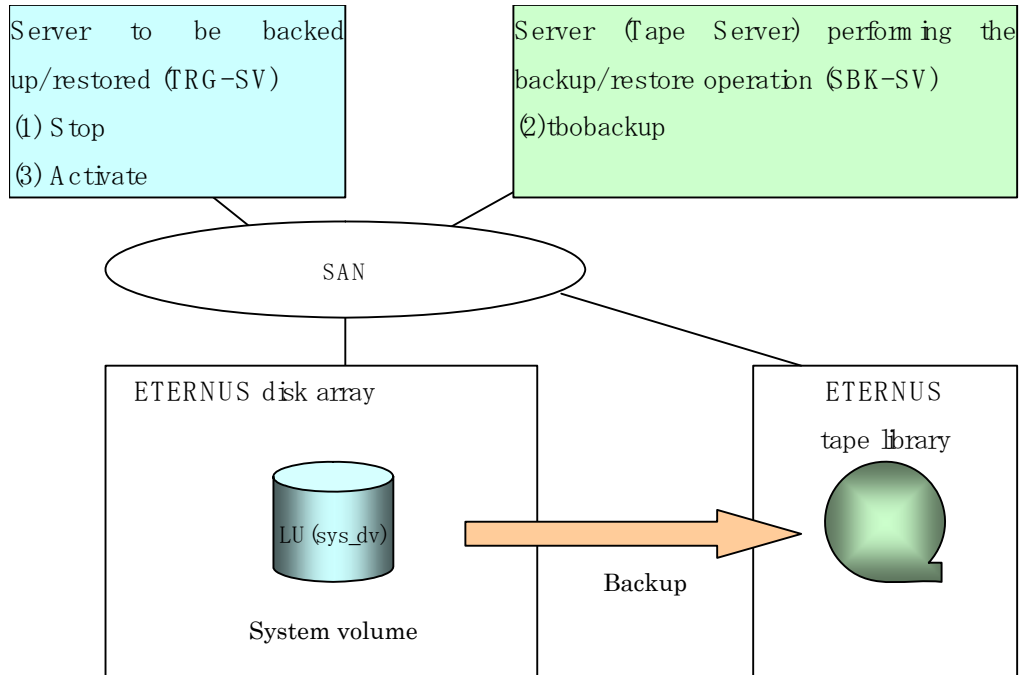 Server to be backed
up/restored (TRG-SV)
(1) Stop
(3) Activate
Server (Tape Server) performing the
backup/restore operation (SBK-SV)
(2)tbobackup
SAN
ETERNUS disk array
ETERNUS
tape library
LU (sys_dv)
Backup
System volume